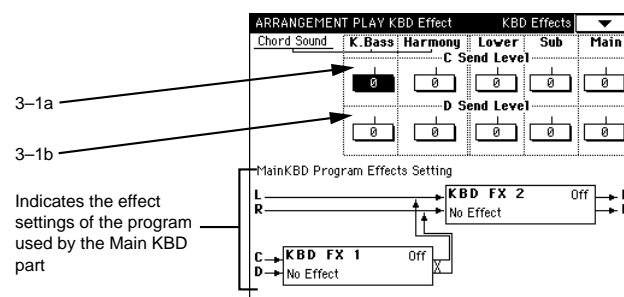 ARRANGEMENT PLAY KBD Effect KBD Effects
Chord Sound K.Bass Harmony Lower Sub Main
C Send Level
0 0 0 0 0
3–1a
D Send Level
0 0 0 0 0
3–1b
MainKBD Program Effects Setting
Indicates the effect
settings of the program
used by the Main KBD
part
L
R
KBD FX 2 Off
No Effect
C
D
KBD FX 1 Off
No Effect